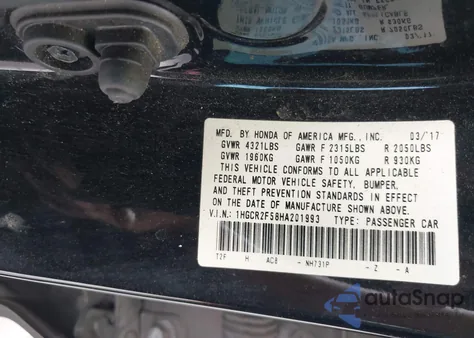 MFD. BY HONDA OF AMERICA MFG., INC. 03/17
GVWR 4321LBS GAWR F 2315LBS R 2050LBS
GVWR 1960KG GAWR F 1050KG R 930KG
THIS VEHICLE CONFORMS TO ALL APPLICABLE
FEDERAL MOTOR VEHICLE SAFETY, BUMPER,
AND THEFT PREVENTION STANDARDS IN EFFECT
ON THE DATE OF MANUFACTURE SHOWN ABOVE.
V.I.N.: 1HGCR2F58HA201993 TYPE: PASSENGER CAR
T2F H AC8 - NH731P - Z - A
autoSnap